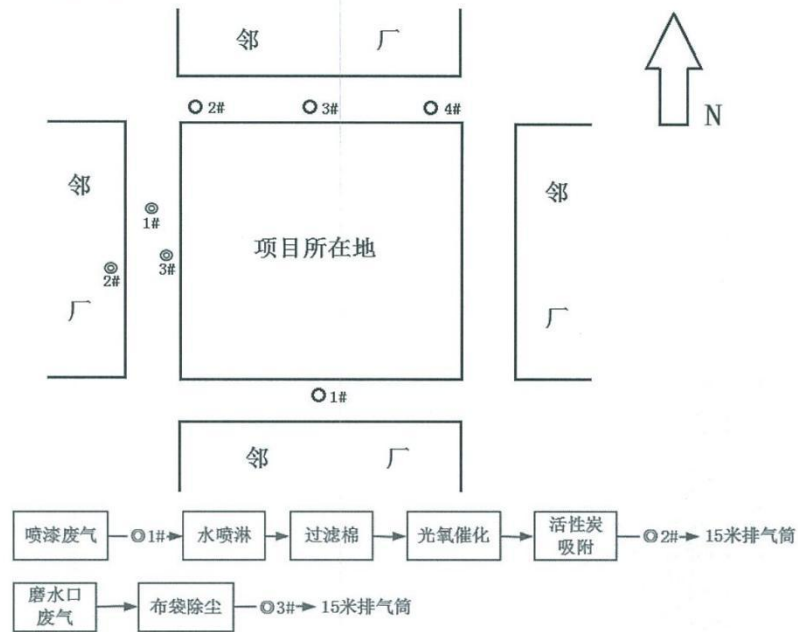 邻 厂
2# 3# 4#
N
邻 厂
邻 厂
1#
2#
3#
项目所在地
1#
邻 厂
喷漆废气 1# 水喷淋 过滤棉 光氧催化 活性炭吸附 2# 15米排气筒
磨水口废气 布袋除尘 3# 15米排气筒